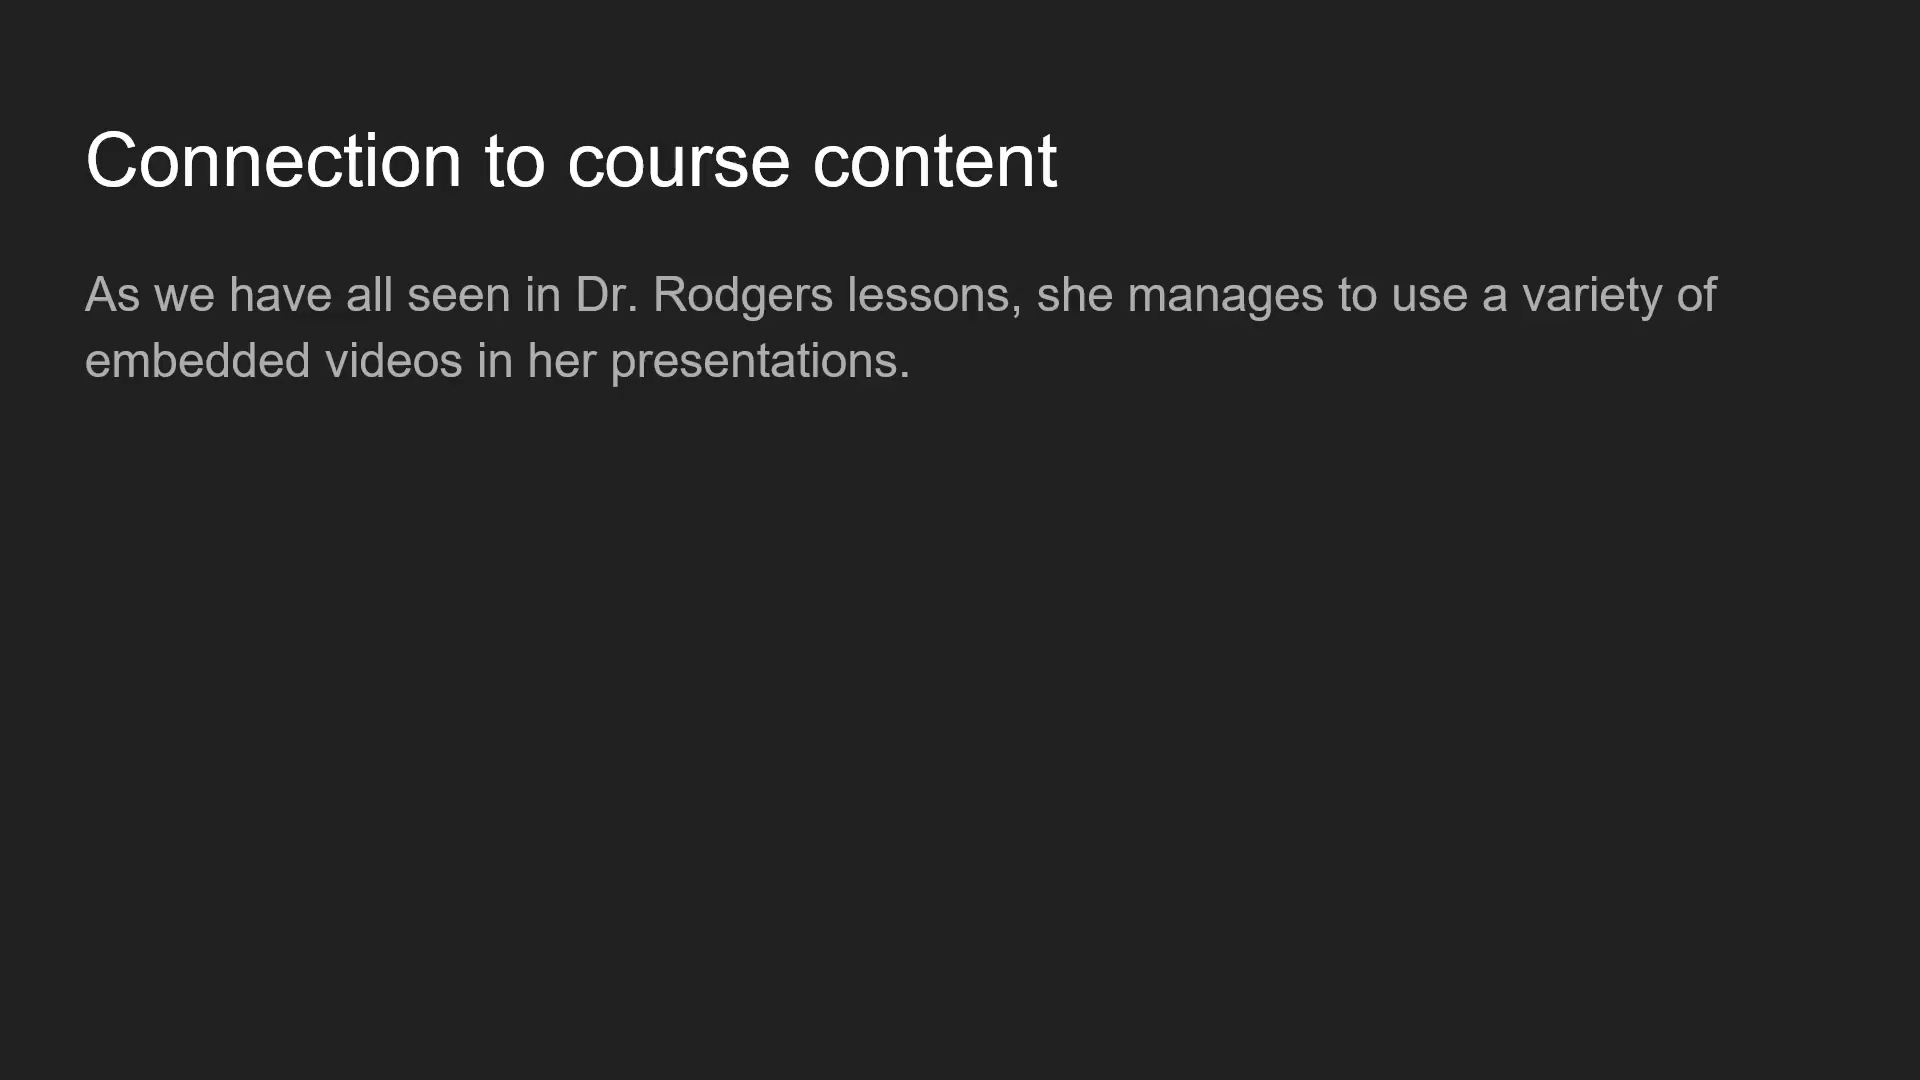 Connection to course content
As we have all seen in Dr. Rodgers lessons, she manages to use a variety of
embedded videos in her presentations.